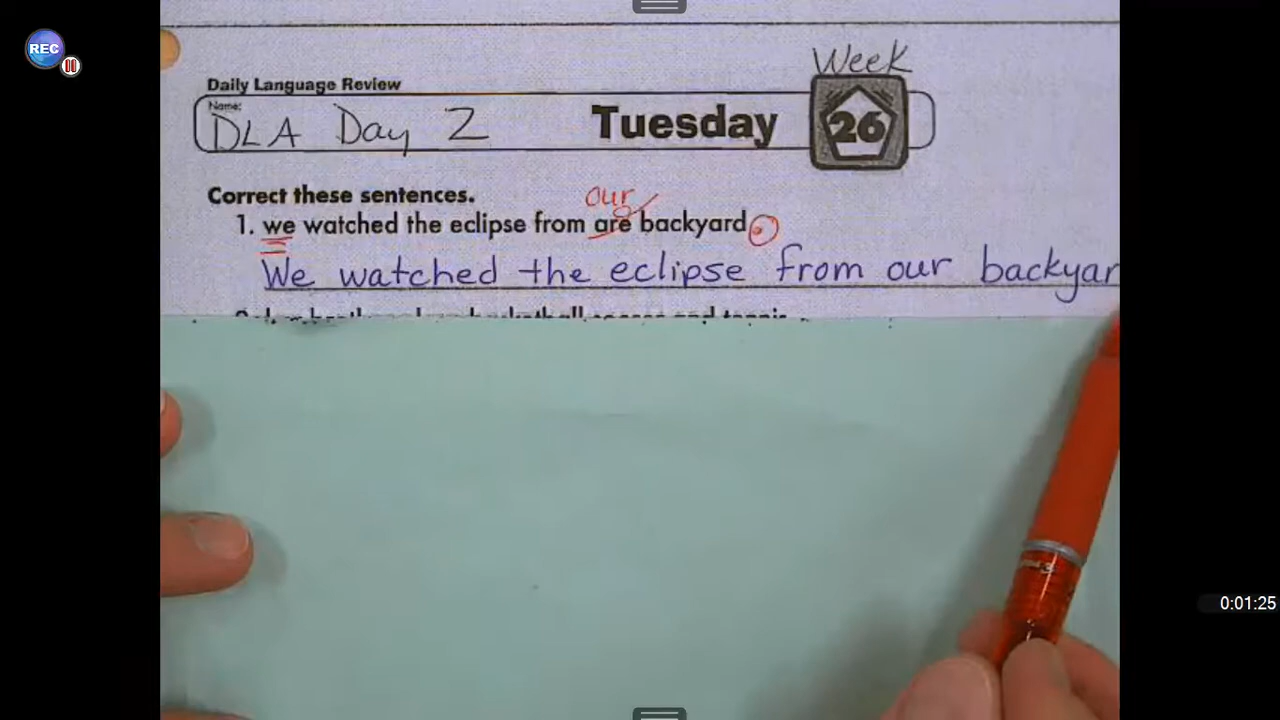 REC
Week
Daily Language Review
Name:
DLA Day 2
Tuesday
26
Correct these sentences.
our
1. we watched the eclipse from are backyard.
We watched the eclipse from our backyar
0:01:25